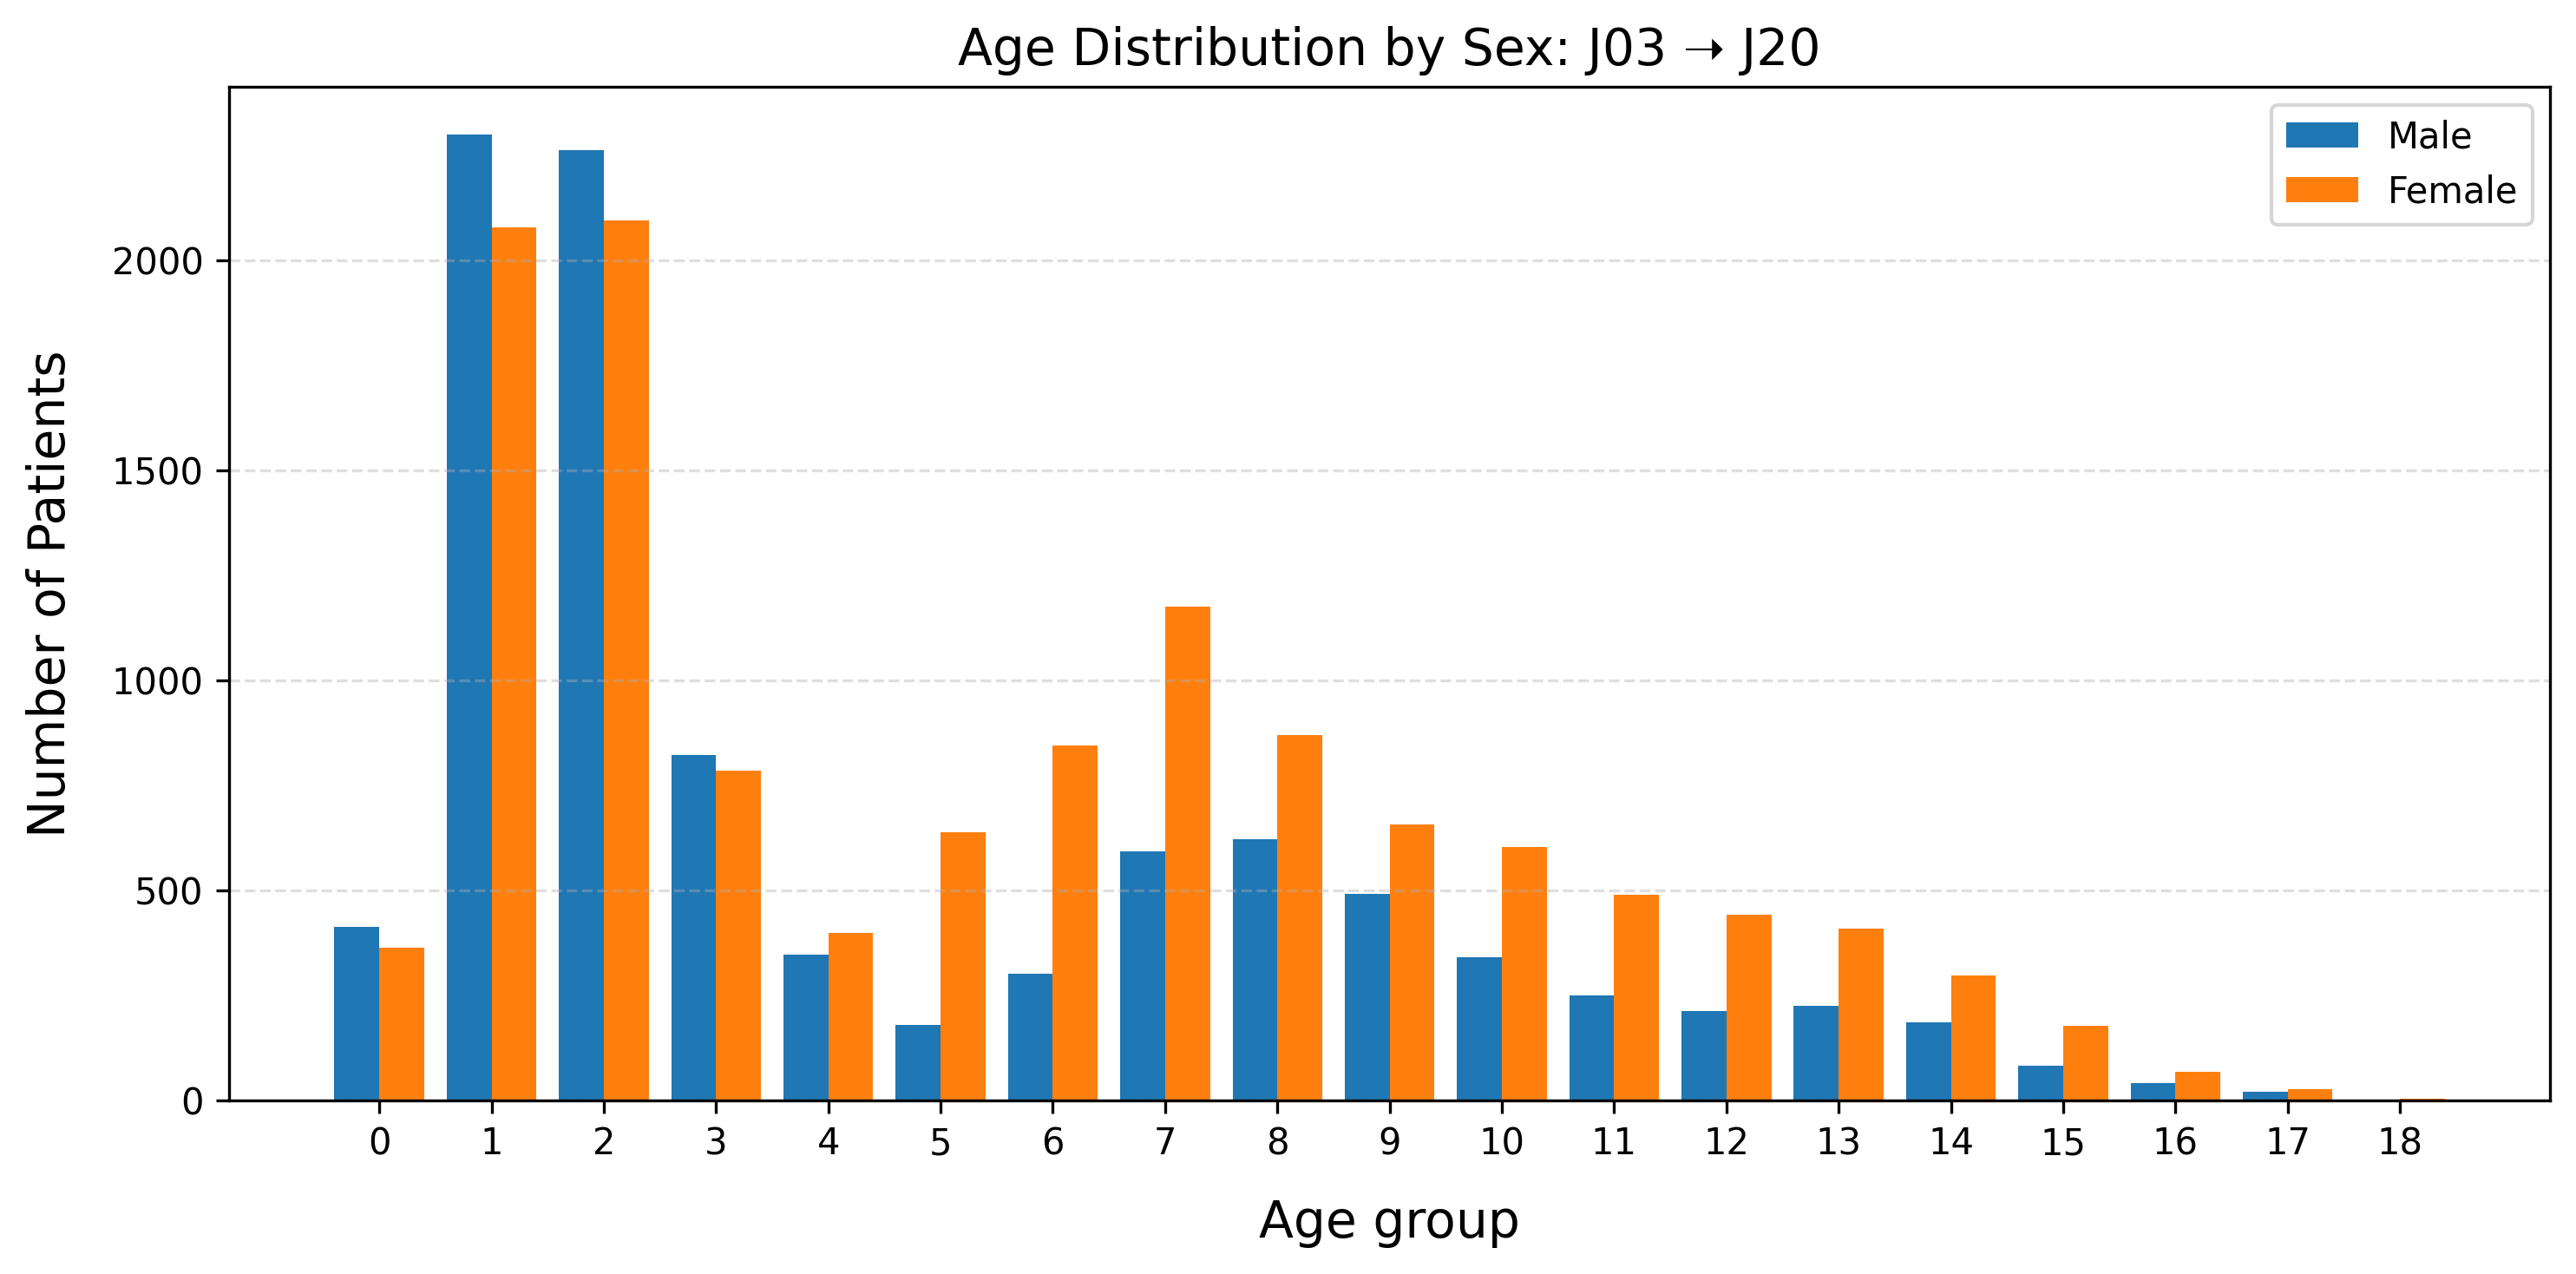 Age Distribution by Sex: J03 → J20
Male
Female
Number of Patients
2000
1500
1000
500
0
0 1 2 3 4 5 6 7 8 9 10 11 12 13 14 15 16 17 18
Age group